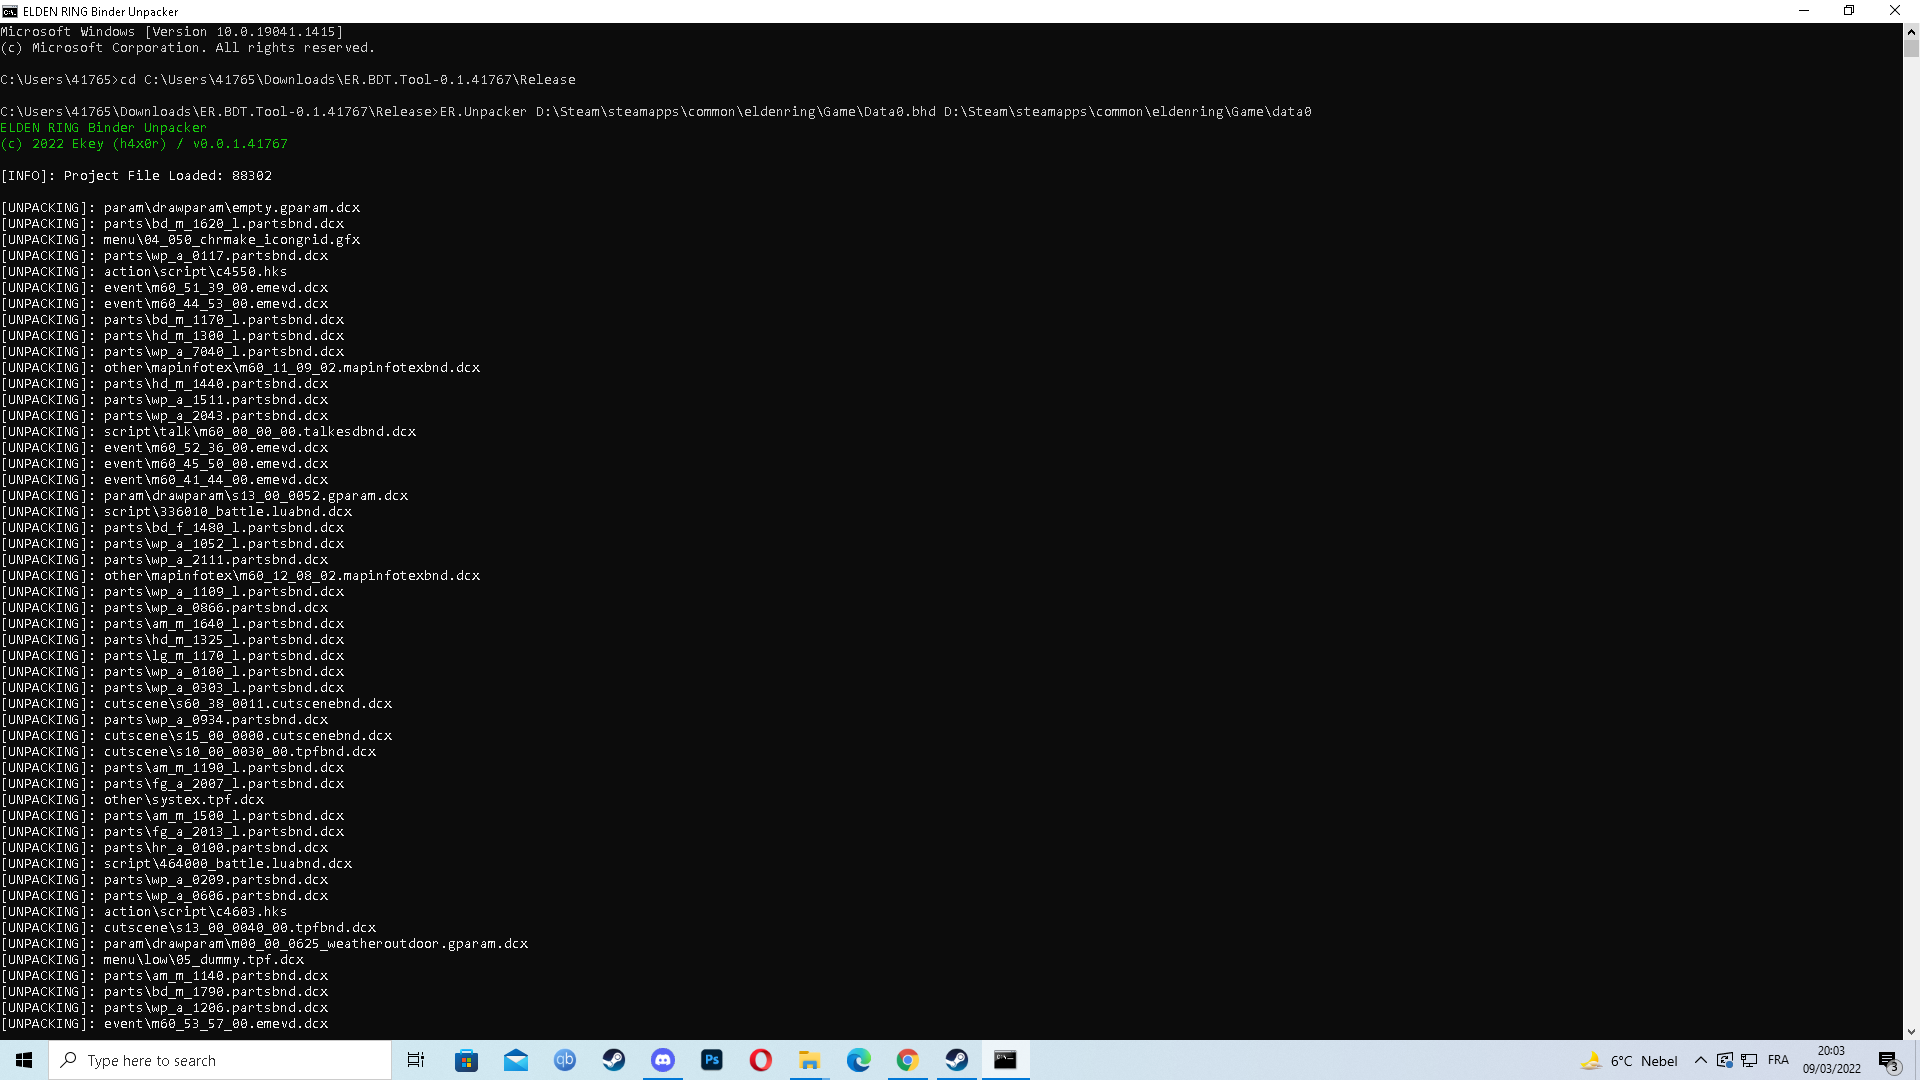 ELDEN RING Binder Unpacker
Microsoft Windows [Version 10.0.19041.1415]
(c) Microsoft Corporation. All rights reserved.
C:\Users\41765>cd C:\Users\41765\Downloads\ER.BDT.Tool-0.1.41767\Release
C:\Users\41765\Downloads\ER.BDT.Tool-0.1.41767\Release>ER.Unpacker D:\Steam\steamapps\common\eldenring\Game\Data0.bhd D:\Steam\steamapps\common\eldenring\Game\data0
ELDEN RING Binder Unpacker
(c) 2022 Ekey (h4x0r) / v0.0.1.41767
[INFO]: Project File Loaded: 88302
[UNPACKING]: param\drawparam\empty.gparam.dcx
[UNPACKING]: parts\bd_m_1620_l.partsbnd.dcx
[UNPACKING]: menu\04_050_chrmake_icongrid.gfx
[UNPACKING]: parts\wp_a_0117.partsbnd.dcx
[UNPACKING]: action\script\c4550.hks
[UNPACKING]: event\m60_51_39_00.emevd.dcx
[UNPACKING]: event\m60_44_53_00.emevd.dcx
[UNPACKING]: parts\bd_m_1170_l.partsbnd.dcx
[UNPACKING]: parts\hd_m_1300_l.partsbnd.dcx
[UNPACKING]: parts\wp_a_7040_l.partsbnd.dcx
[UNPACKING]: other\mapinfotex\m60_11_09_02.mapinfotexbnd.dcx
[UNPACKING]: parts\hd_m_1440.partsbnd.dcx
[UNPACKING]: parts\wp_a_1511.partsbnd.dcx
[UNPACKING]: parts\wp_a_2043.partsbnd.dcx
[UNPACKING]: script\talk\m60_00_00_00.talkesdbnd.dcx
[UNPACKING]: event\m60_52_36_00.emevd.dcx
[UNPACKING]: event\m60_45_50_00.emevd.dcx
[UNPACKING]: event\m60_41_44_00.emevd.dcx
[UNPACKING]: param\drawparam\s13_00_0052.gparam.dcx
[UNPACKING]: script\336010_battle.luabnd.dcx
[UNPACKING]: parts\bd_f_1480_l.partsbnd.dcx
[UNPACKING]: parts\wp_a_1052_l.partsbnd.dcx
[UNPACKING]: parts\wp_a_2111.partsbnd.dcx
[UNPACKING]: other\mapinfotex\m60_12_08_02.mapinfotexbnd.dcx
[UNPACKING]: parts\wp_a_1109_l.partsbnd.dcx
[UNPACKING]: parts\wp_a_0866.partsbnd.dcx
[UNPACKING]: parts\am_m_1640_l.partsbnd.dcx
[UNPACKING]: parts\hd_m_1325_l.partsbnd.dcx
[UNPACKING]: parts\lg_m_1170_l.partsbnd.dcx
[UNPACKING]: parts\wp_a_0100_l.partsbnd.dcx
[UNPACKING]: parts\wp_a_0303_l.partsbnd.dcx
[UNPACKING]: cutscene\s60_38_0011.cutscenebnd.dcx
[UNPACKING]: parts\wp_a_0934.partsbnd.dcx
[UNPACKING]: cutscene\s15_00_0000.cutscenebnd.dcx
[UNPACKING]: cutscene\s10_00_0030_00.tpfbnd.dcx
[UNPACKING]: parts\am_m_1190_l.partsbnd.dcx
[UNPACKING]: parts\fg_a_2007_l.partsbnd.dcx
[UNPACKING]: other\systex.tpf.dcx
[UNPACKING]: parts\am_m_1500_l.partsbnd.dcx
[UNPACKING]: parts\fg_a_2013_l.partsbnd.dcx
[UNPACKING]: parts\hr_a_0100.partsbnd.dcx
[UNPACKING]: script\464000_battle.luabnd.dcx
[UNPACKING]: parts\wp_a_0209.partsbnd.dcx
[UNPACKING]: parts\wp_a_0606.partsbnd.dcx
[UNPACKING]: action\script\c4603.hks
[UNPACKING]: cutscene\s13_00_0040_00.tpfbnd.dcx
[UNPACKING]: param\drawparam\m00_00_0625_weatheroutdoor.gparam.dcx
[UNPACKING]: menu\low\05_dummy.tpf.dcx
[UNPACKING]: parts\am_m_1140.partsbnd.dcx
[UNPACKING]: parts\bd_m_1790.partsbnd.dcx
[UNPACKING]: parts\wp_a_1206.partsbnd.dcx
[UNPACKING]: event\m60_53_57_00.emevd.dcx
Type here to search
qb
Ps
6°C Nebel
FRA
20:03
09/03/2022
3